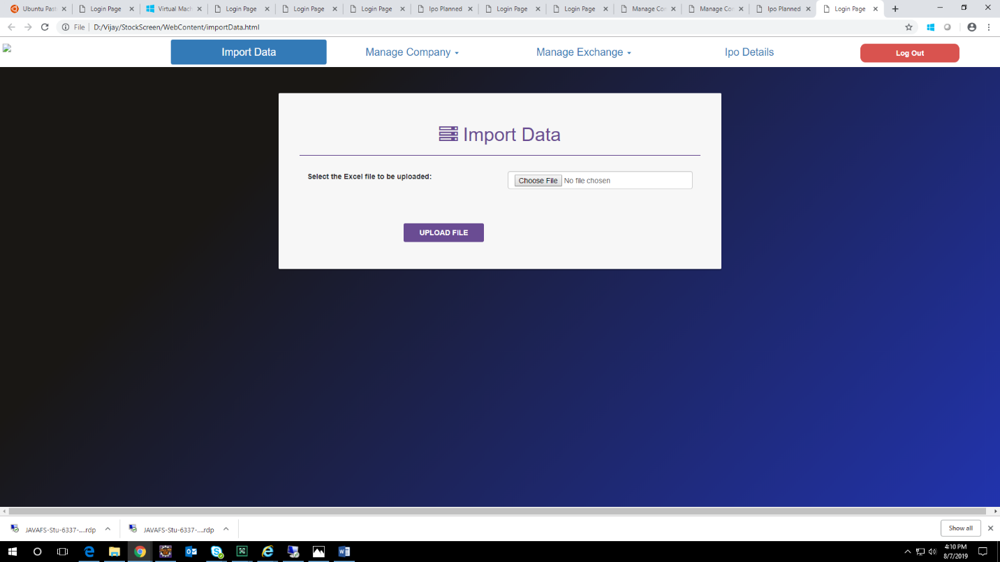 Ubuntu Past
Login Page
Virtual Mach
Login Page
Login Page
Login Page
Ipo Planned
Login Page
Login Page
Manage Con
Manage Con
Ipo Planned
Login Page
File
D:/Vijay/StockScreen/WebContent/importData.html
Import Data
Manage Company
Manage Exchange
Ipo Details
Log Out
Import Data
Select the Excel file to be uploaded:
Choose File No file chosen
UPLOAD FILE
JAVAFS-Stu-6337-....rdp
JAVAFS-Stu-6337-....rdp
Show all
4:10 PM
8/7/2019